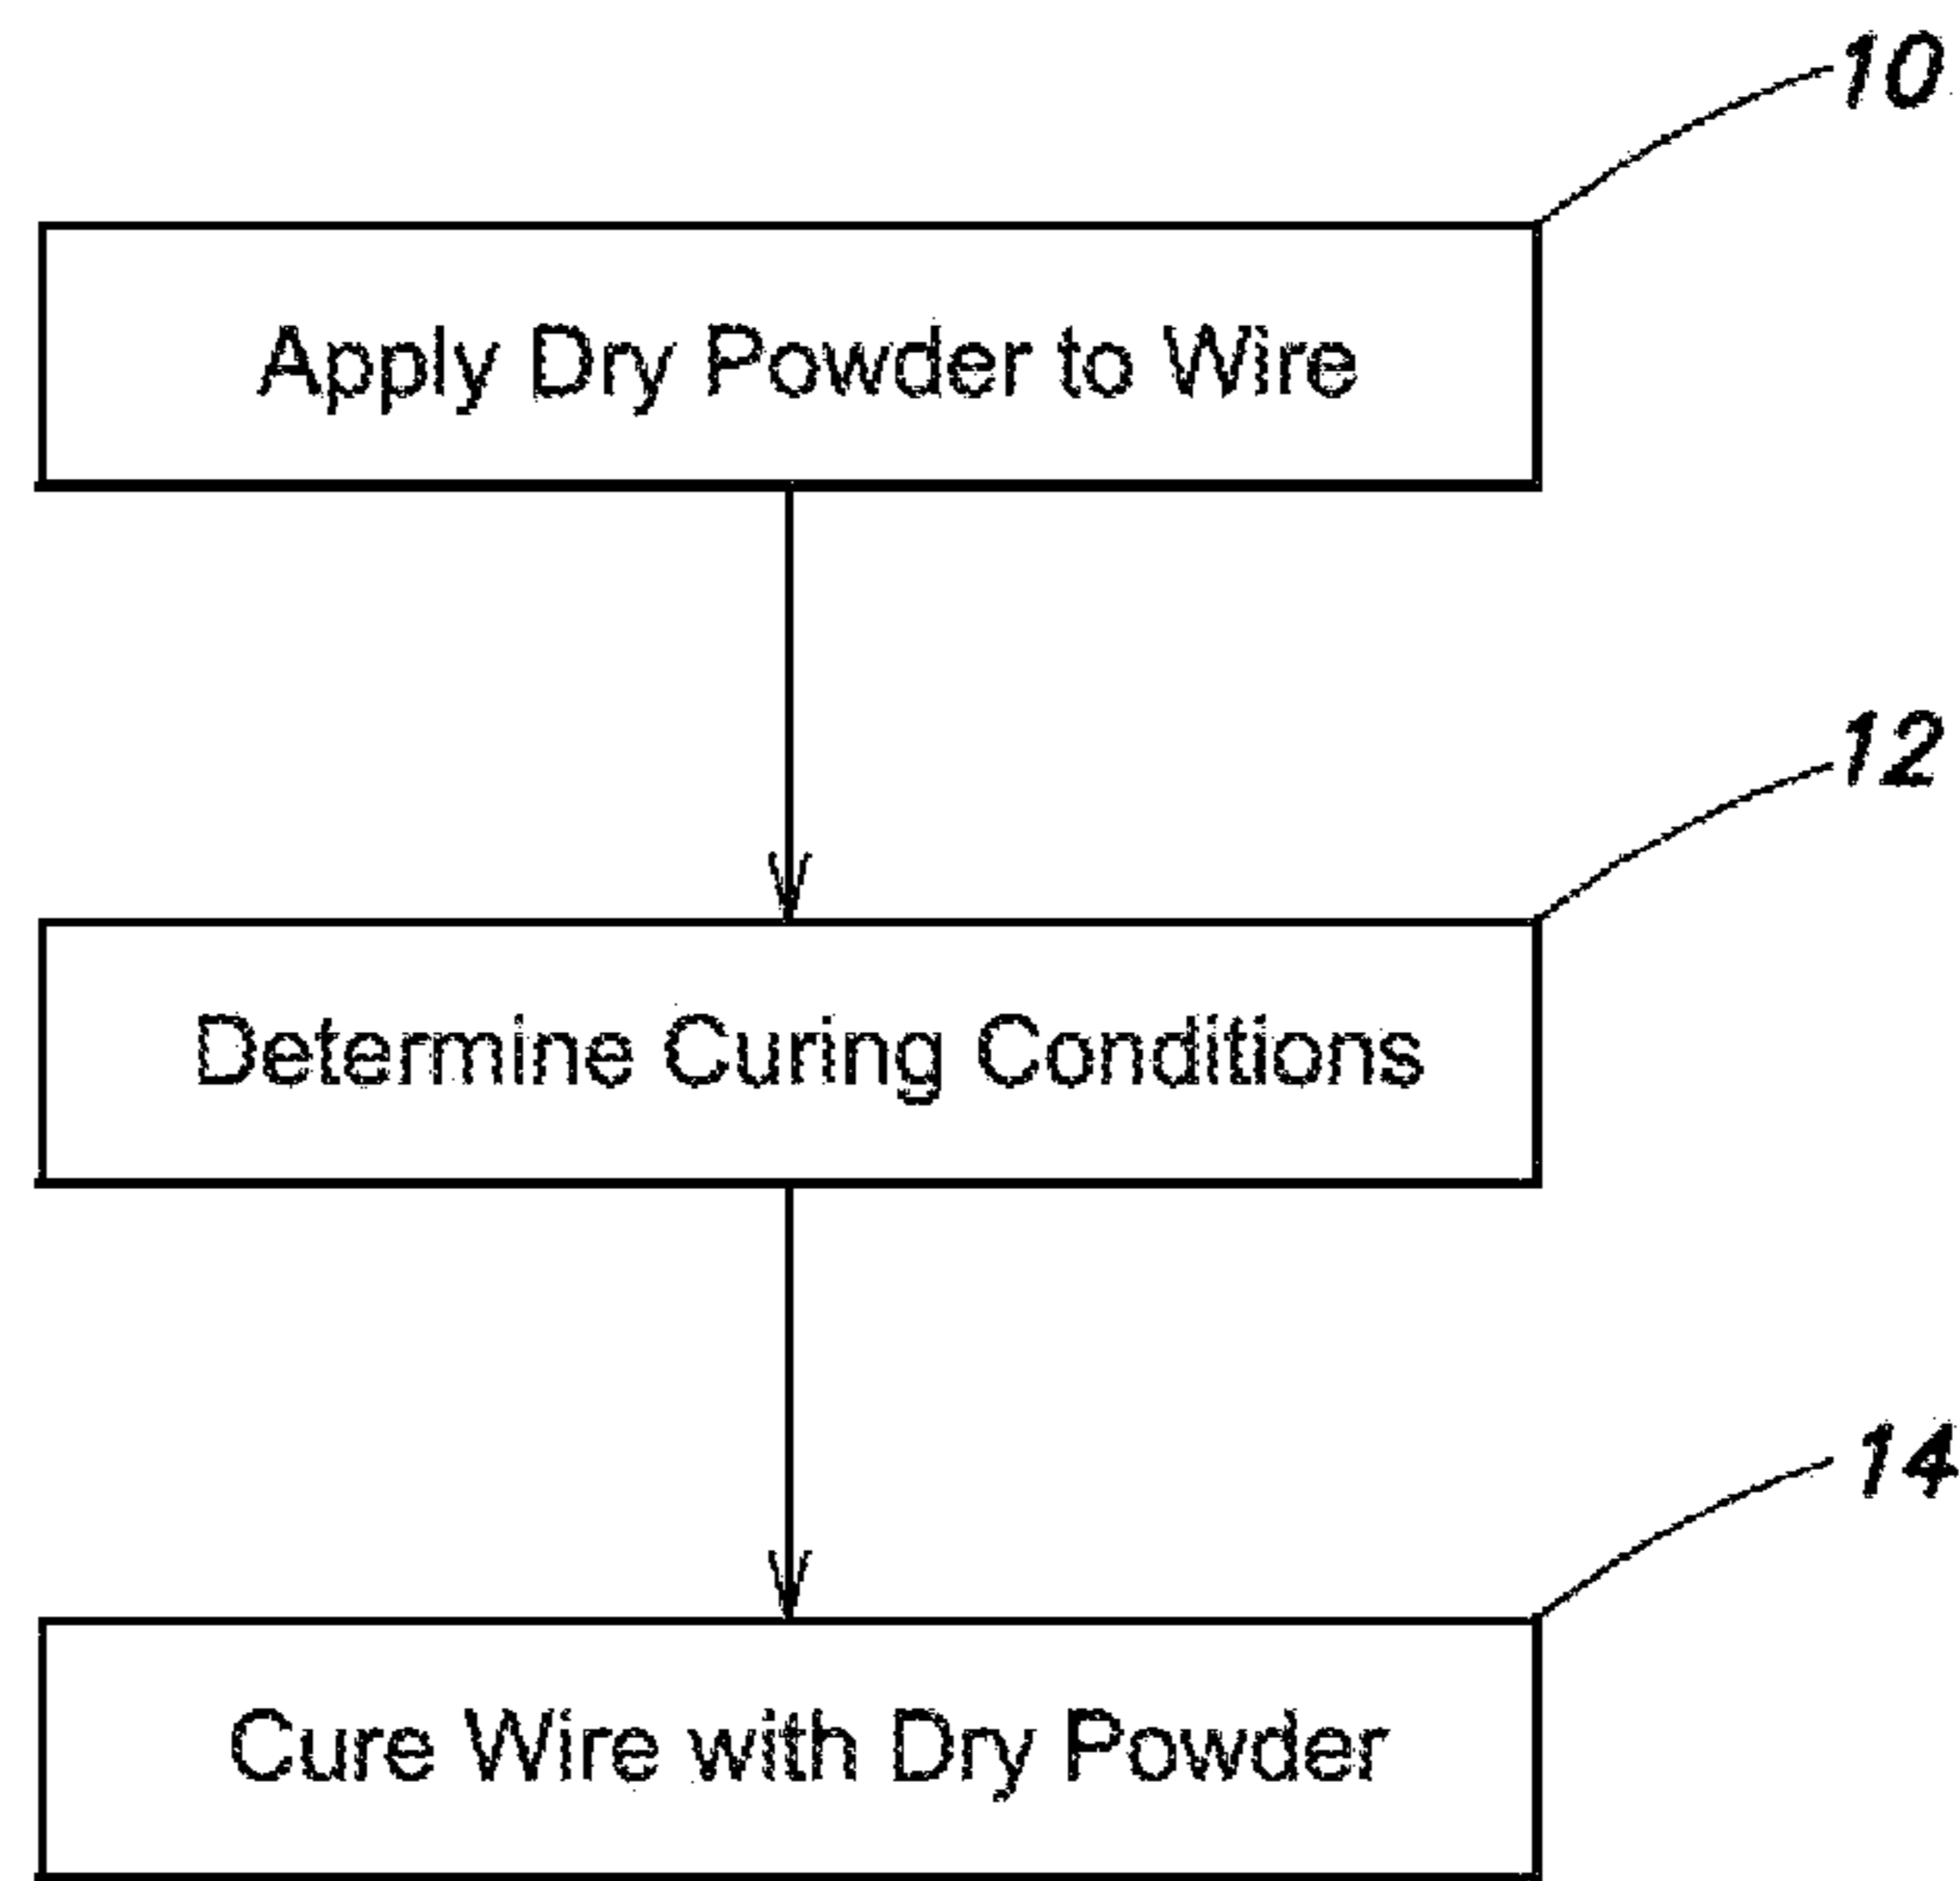 10
Apply Dry Powder to Wire
12
Determine Curing Conditions
14
Cure Wire with Dry Powder